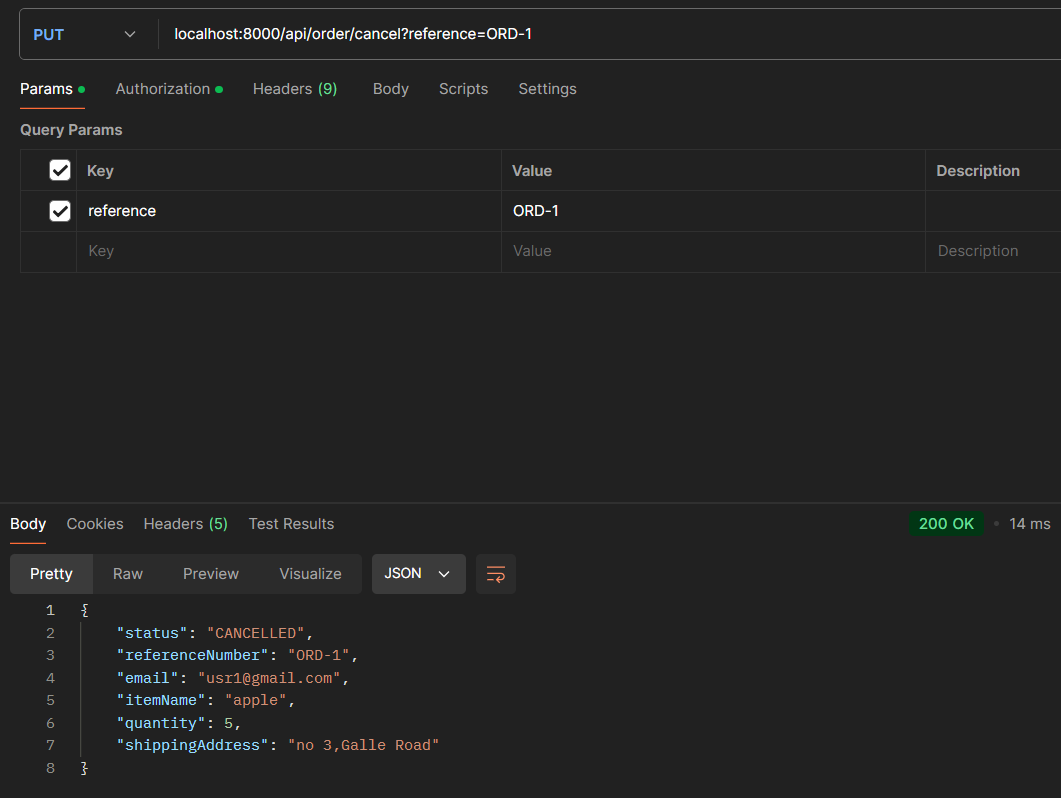 PUT localhost:8000/api/order/cancel?reference=ORD-1
Params Authorization Headers (9) Body Scripts Settings
Query Params
Key Value Description
reference ORD-1
Key Value Description
Body Cookies Headers (5) Test Results 200 OK • 14 ms
Pretty Raw Preview Visualize JSON
1 {
2 "status": "CANCELLED",
3 "referenceNumber": "ORD-1",
4 "email": "usr1@gmail.com",
5 "itemName": "apple",
6 "quantity": 5,
7 "shippingAddress": "no 3,Galle Road"
8 }